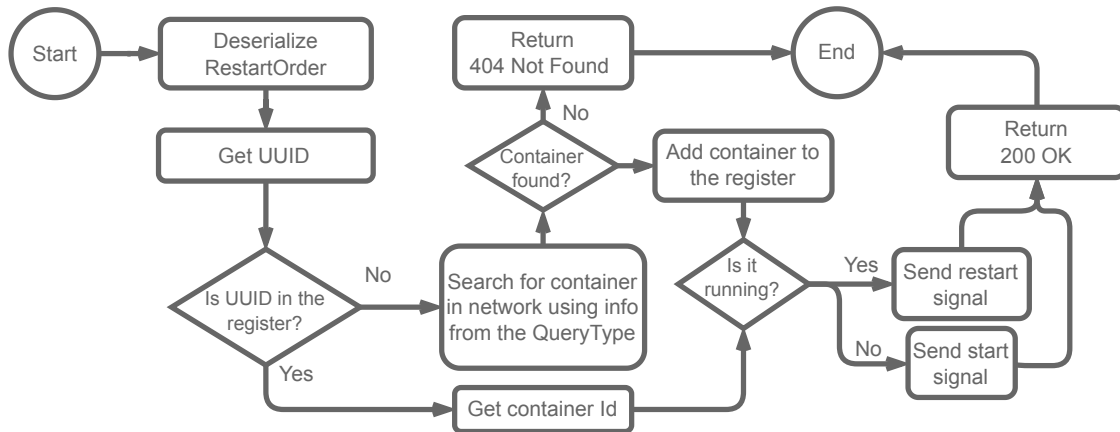 Start
Deserialize
RestartOrder
Return
404 Not Found
End
Get UUID
No
Container
found?
Add container to
the register
Return
200 OK
Is UUID in the
register?
No
Search for container
in network using info
from the QueryType
Is it
running?
Yes
Send restart
signal
No
Send start
signal
Yes
Get container Id